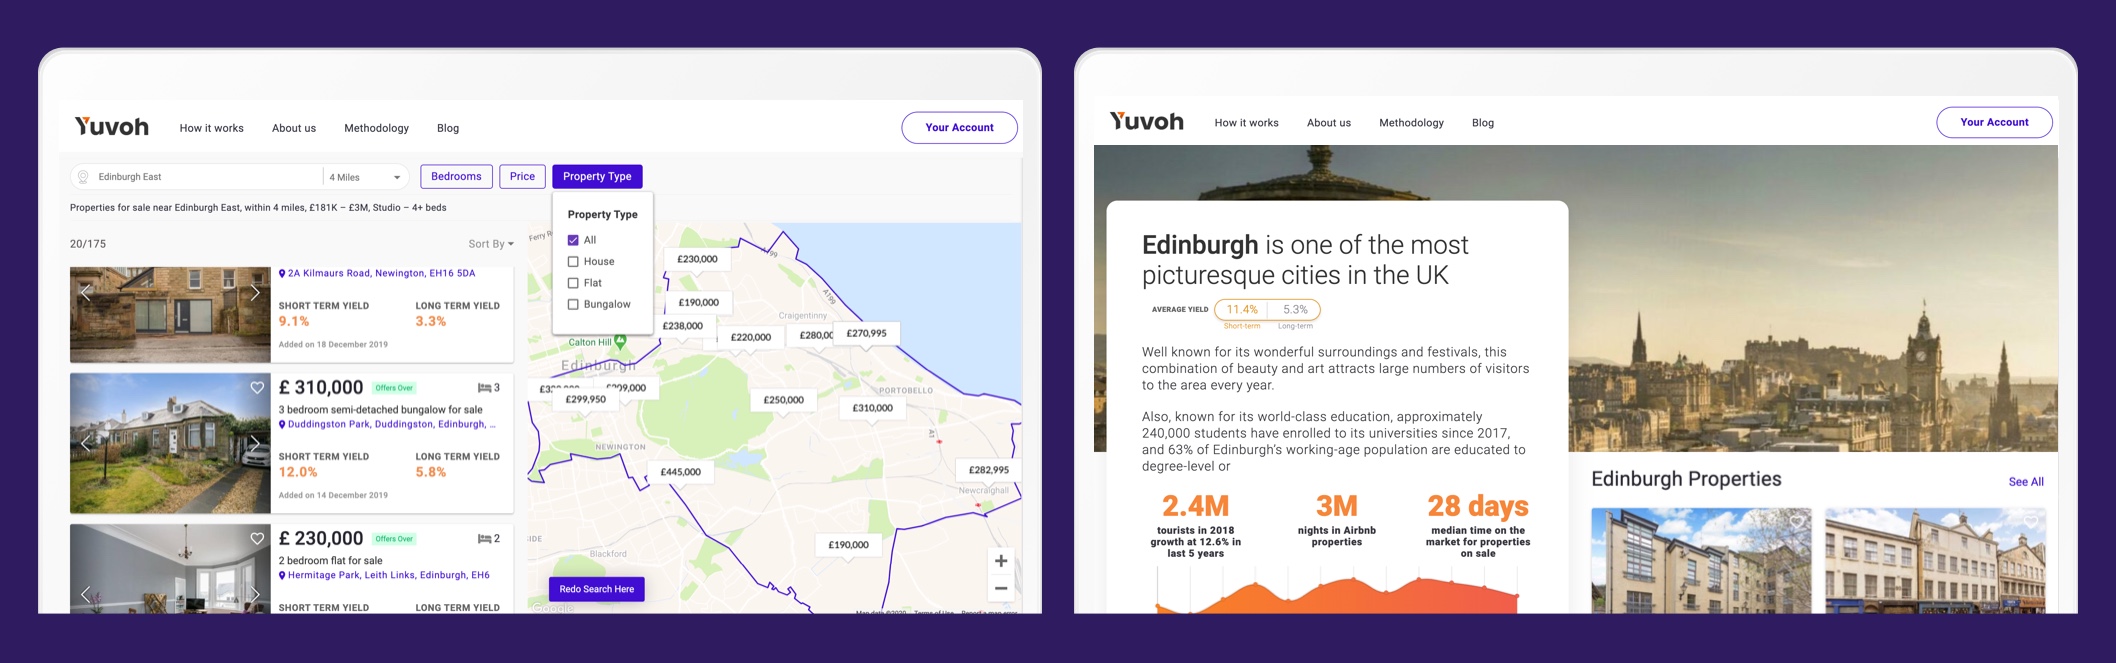 Yuvoh
How it works
About us
Methodology
Blog
Your Account
Edinburgh East
4 Miles
Bedrooms
Price
Property Type
Properties for sale near Edinburgh East, within 4 miles, £181K – £3M, Studio – 4+ beds
20/175
Sort By
2A Kilmaurs Road, Newington, EH16 5DA
SHORT TERM YIELD
LONG TERM YIELD
9.1%
3.3%
Added on 18 December 2019
£ 310,000
Offers Over
3
3 bedroom semi-detached bungalow for sale
Duddingston Park, Duddingston, Edinburgh, ...
SHORT TERM YIELD
LONG TERM YIELD
12.0%
5.8%
Added on 14 December 2019
£ 230,000
Offers Over
2
2 bedroom flat for sale
Hermitage Park, Leith Links, Edinburgh, EH6
SHORT TERM YIELD
LONG TERM YIELD
Property Type
All
House
Flat
Bungalow
Ferry
£230,000
A199
£190,000
A199
Craigentinny
£238,000
£220,000
£280,00
£270,995
Calton Hill
Edinburgh
£299,950
£250,000
PORTOBELLO
£310,000
A1
NEWINGTON
£445,000
£282,995
Newcraighall
£190,000
Blackford
Redo Search Here
Google
Map data ©2020
Terms of Use
Report a map error
Yuvoh
How it works
About us
Methodology
Blog
Your Account
Edinburgh is one of the most
picturesque cities in the UK
AVERAGE YIELD
11.4%
5.3%
Short-term
Long-term
Well known for its wonderful surroundings and festivals, this
combination of beauty and art attracts large numbers of visitors
to the area every year.
Also, known for its world-class education, approximately
240,000 students have enrolled to its universities since 2017,
and 63% of Edinburgh's working-age population are educated to
degree-level or
2.4M
tourists in 2018
growth at 12.6% in
last 5 years
3M
nights in Airbnb
properties
28 days
median time on the
market for properties
on sale
Edinburgh Properties
See All